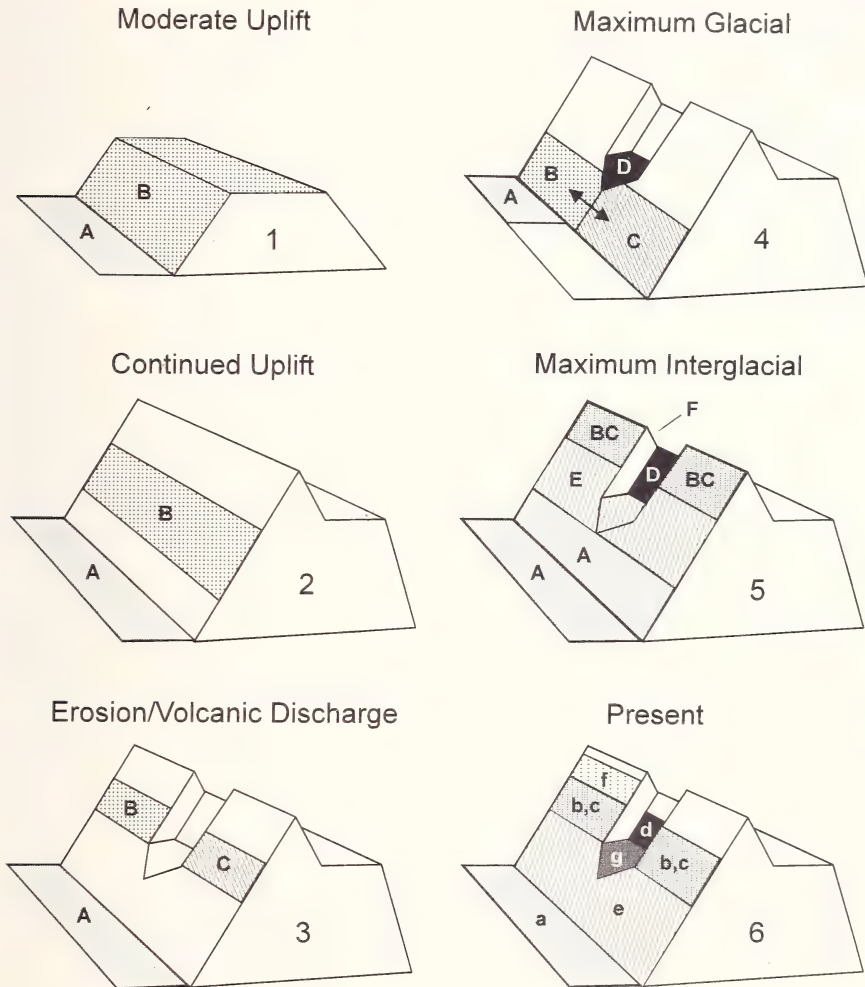 Moderate Uplift
B
A
1
Continued Uplift
B
A
2
Erosion/Volcanic Discharge
B
C
A
3
Maximum Glacial
D
B
A
C
4
Maximum Interglacial
F
BC
D
BC
E
A
A
5
Present
f
b,c
d
g
b,c
e
a
6